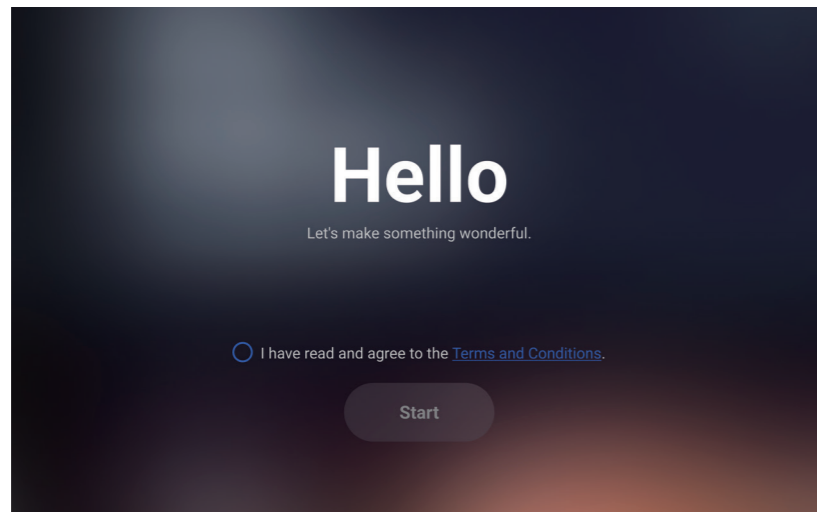 Hello
Let's make something wonderful.
I have read and agree to the Terms and Conditions.
Start